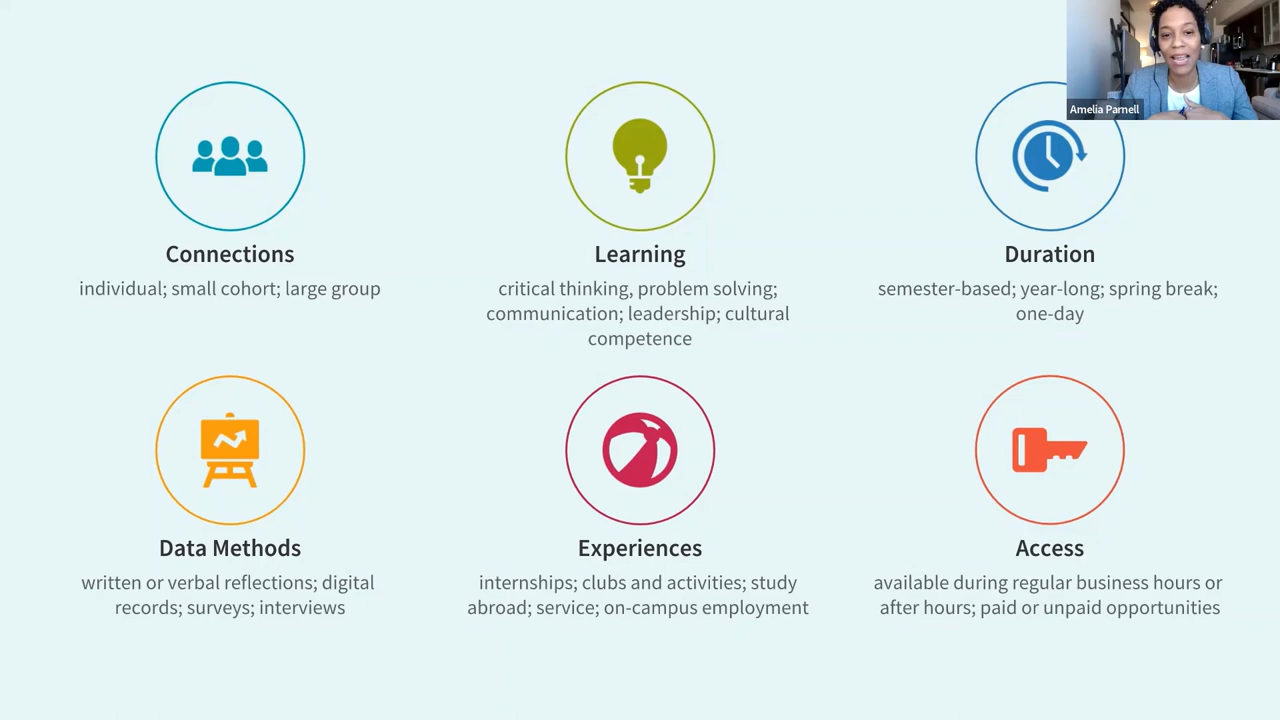 Amelia Parnell
Connections
individual; small cohort; large group
Learning
critical thinking, problem solving;
communication; leadership; cultural
competence
Duration
semester-based; year-long; spring break;
one-day
Data Methods
written or verbal reflections; digital
records; surveys; interviews
Experiences
internships; clubs and activities; study
abroad; service; on-campus employment
Access
available during regular business hours or
after hours; paid or unpaid opportunities